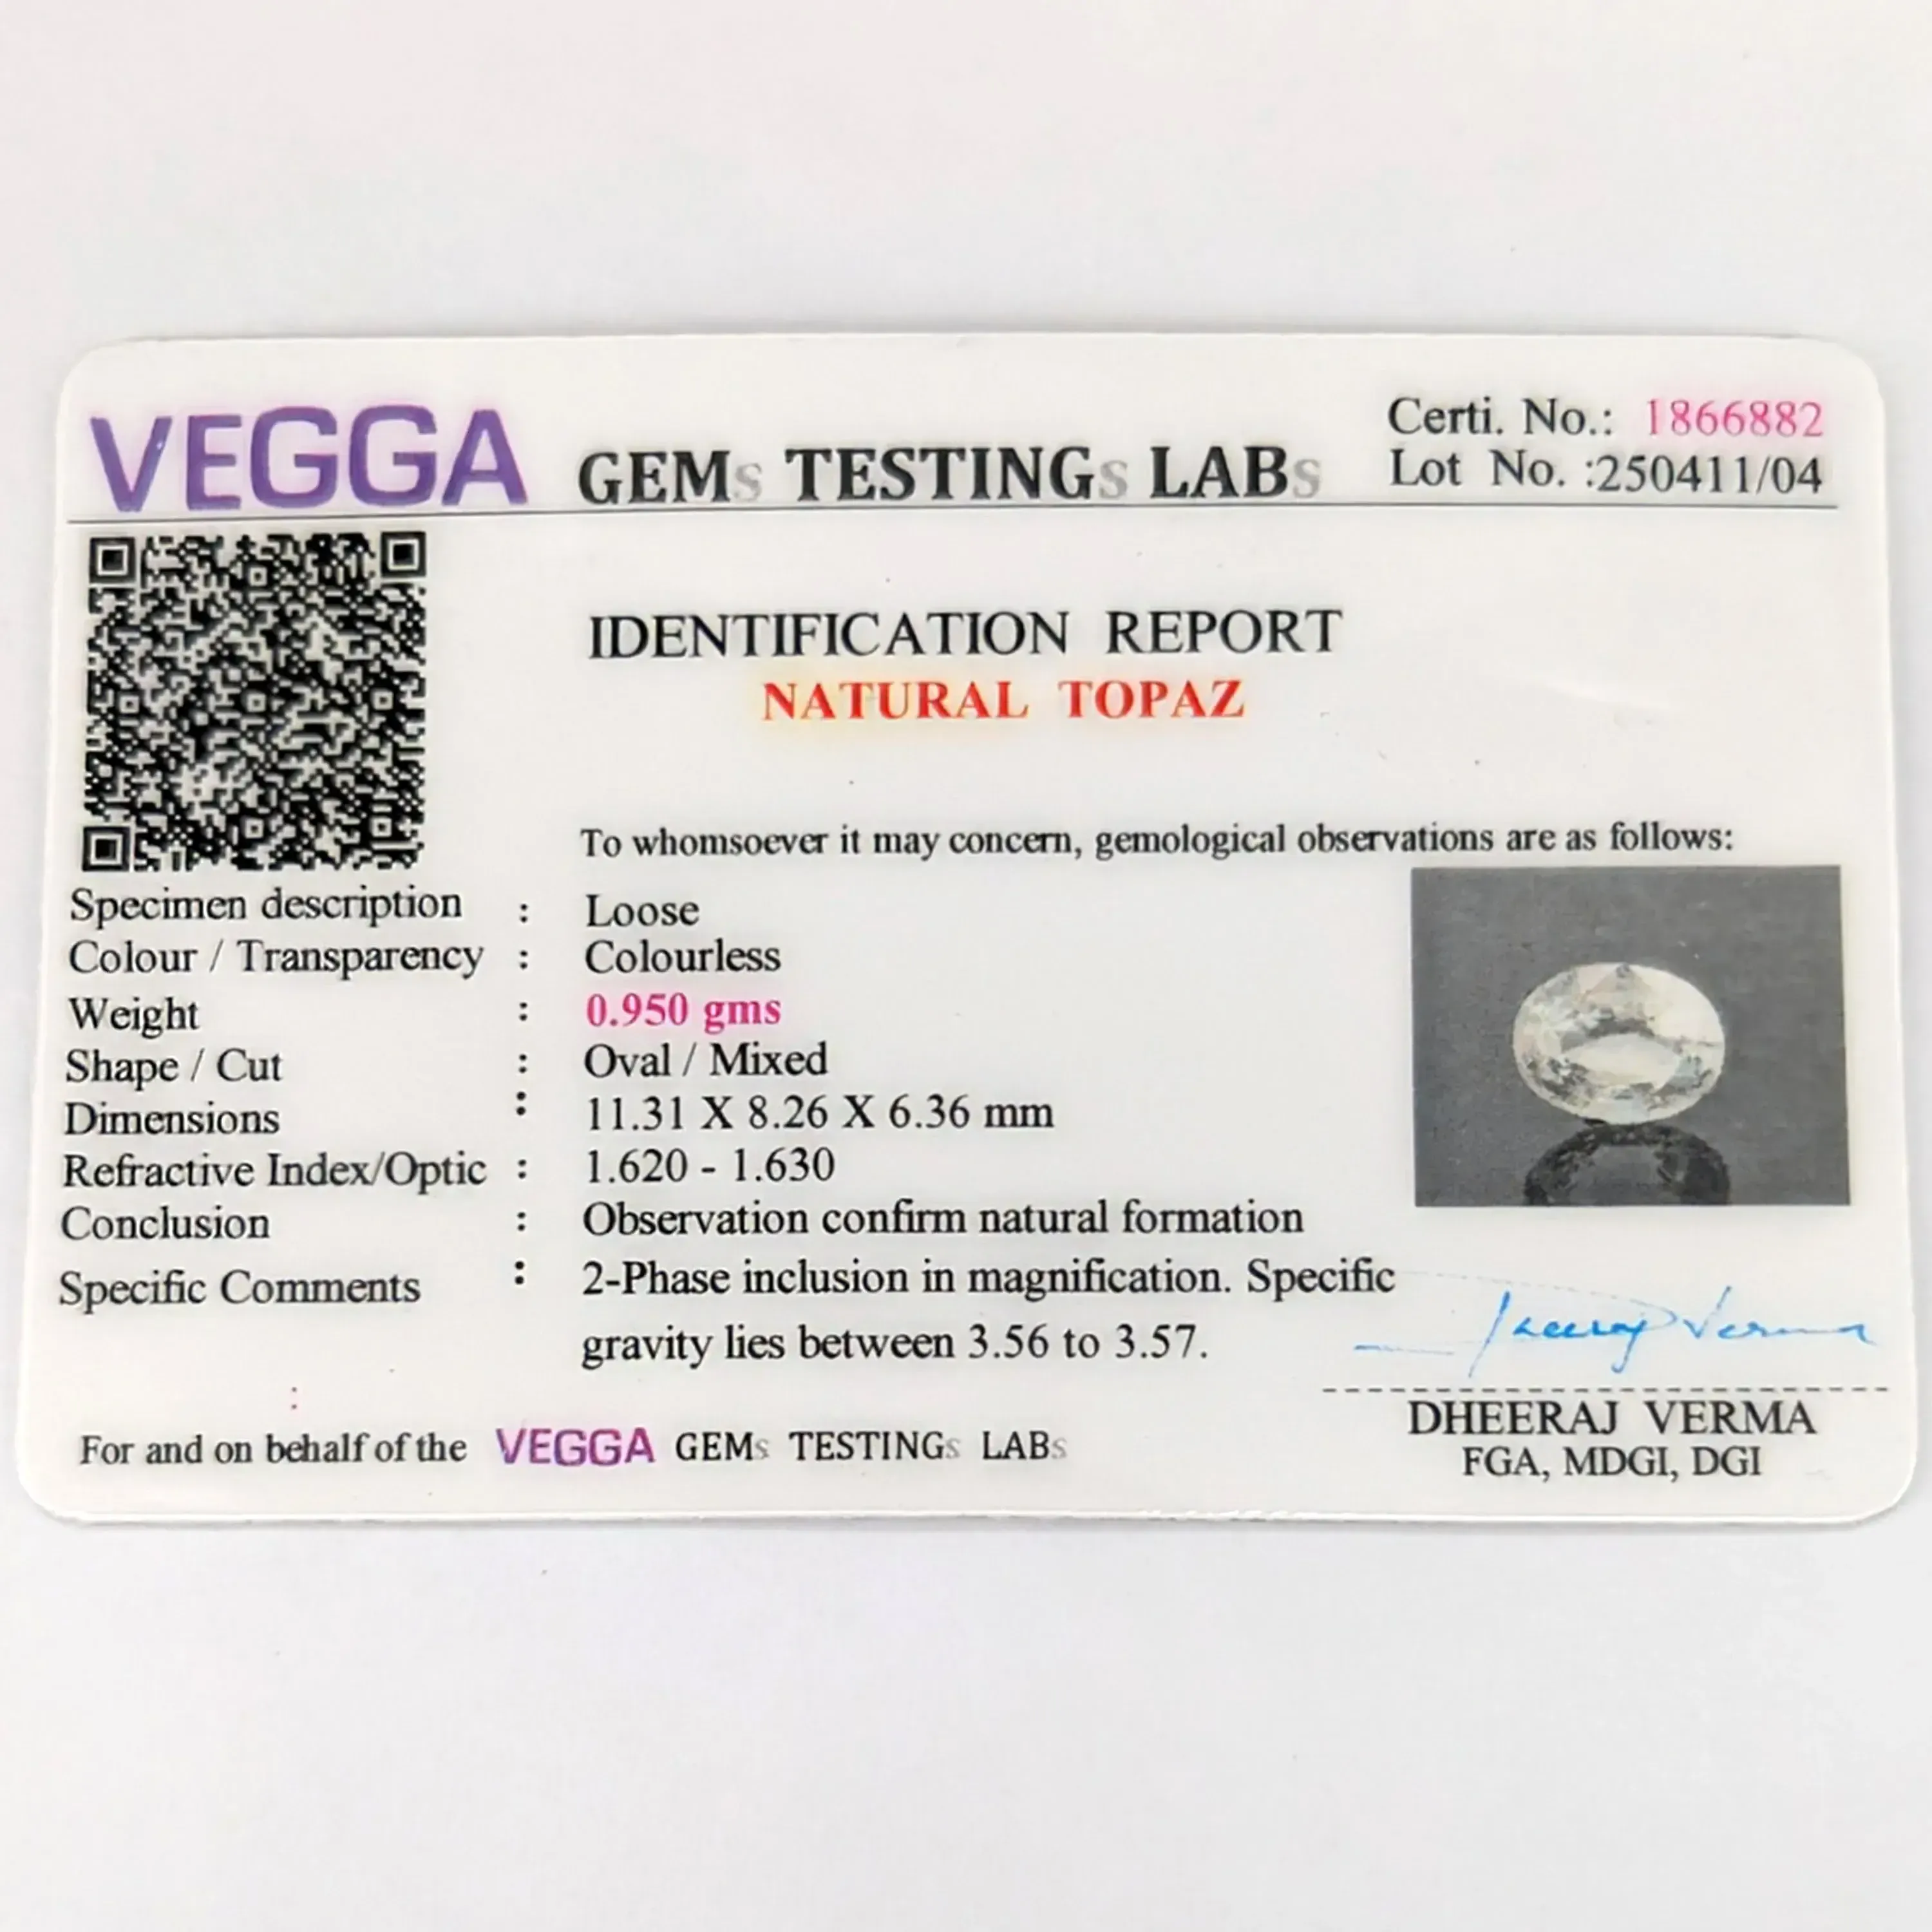 VEGGA GEMs TESTINGs LABs
Certi. No.: 1866882
Lot No. :250411/04
IDENTIFICATION REPORT
NATURAL TOPAZ
To whomsoever it may concern, gemological observations are as follows:
Specimen description : Loose
Colour / Transparency : Colourless
Weight : 0.950 gms
Shape / Cut : Oval / Mixed
Dimensions : 11.31 X 8.26 X 6.36 mm
Refractive Index/Optic : 1.620 - 1.630
Conclusion : Observation confirm natural formation
Specific Comments : 2-Phase inclusion in magnification. Specific
gravity lies between 3.56 to 3.57.
:
Dheeraj Verma
DHEERAJ VERMA
FGA, MDGI, DGI
For and on behalf of the VEGGA GEMs TESTINGs LABs